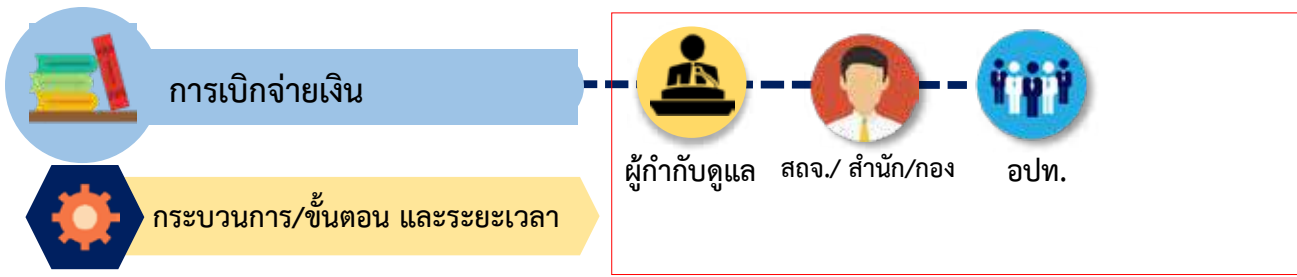 การเบิกจ่ายเงิน
ผู้กำกับดูแล
สถจ./ สำนัก/กอง
อปท.
กระบวนการ/ขั้นตอน และระยะเวลา